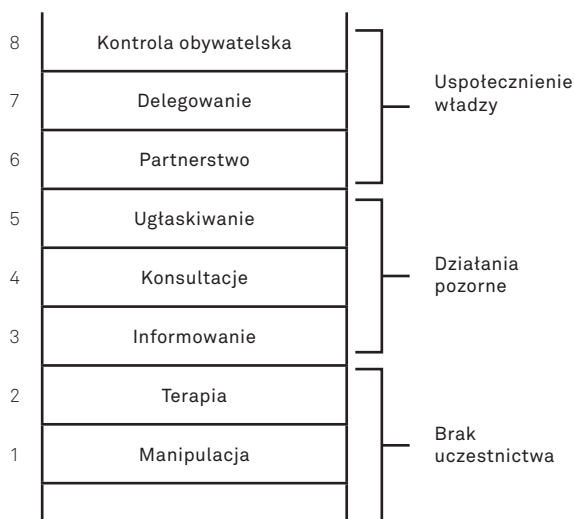 8 Kontrola obywatelska
7 Delegowanie
6 Partnerstwo
Uspołecznienie
władzy
5 Ugłaskiwanie
4 Konsultacje
3 Informowanie
Działania
pozorne
2 Terapia
1 Manipulacja
Brak
uczestnictwa